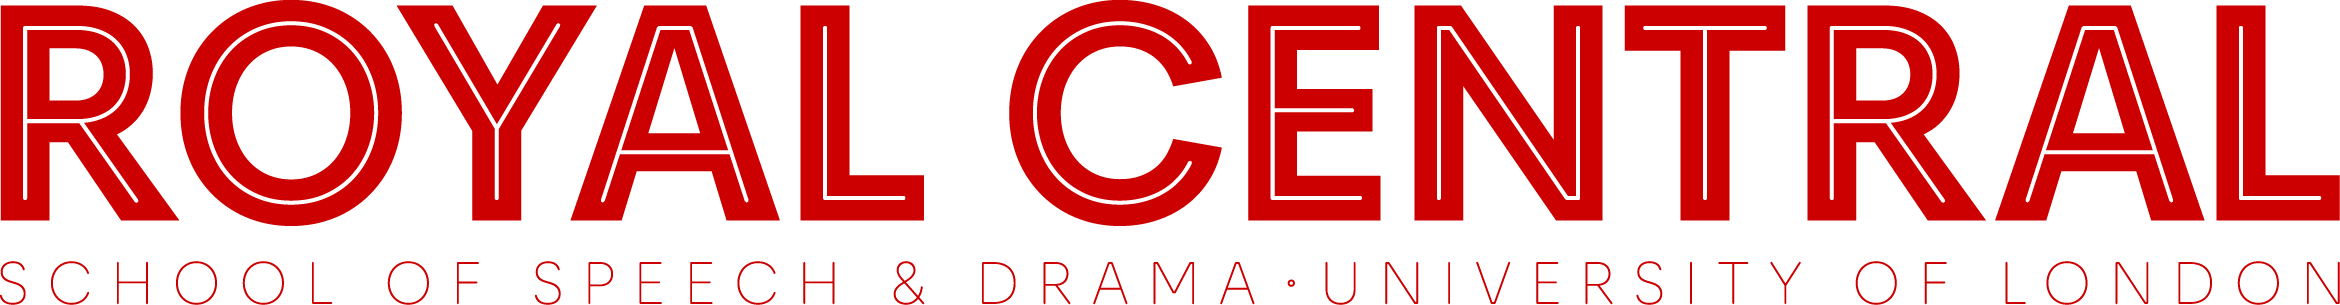 ROYAL CENTRAL
SCHOOL OF SPEECH & DRAMA · UNIVERSITY OF LONDON